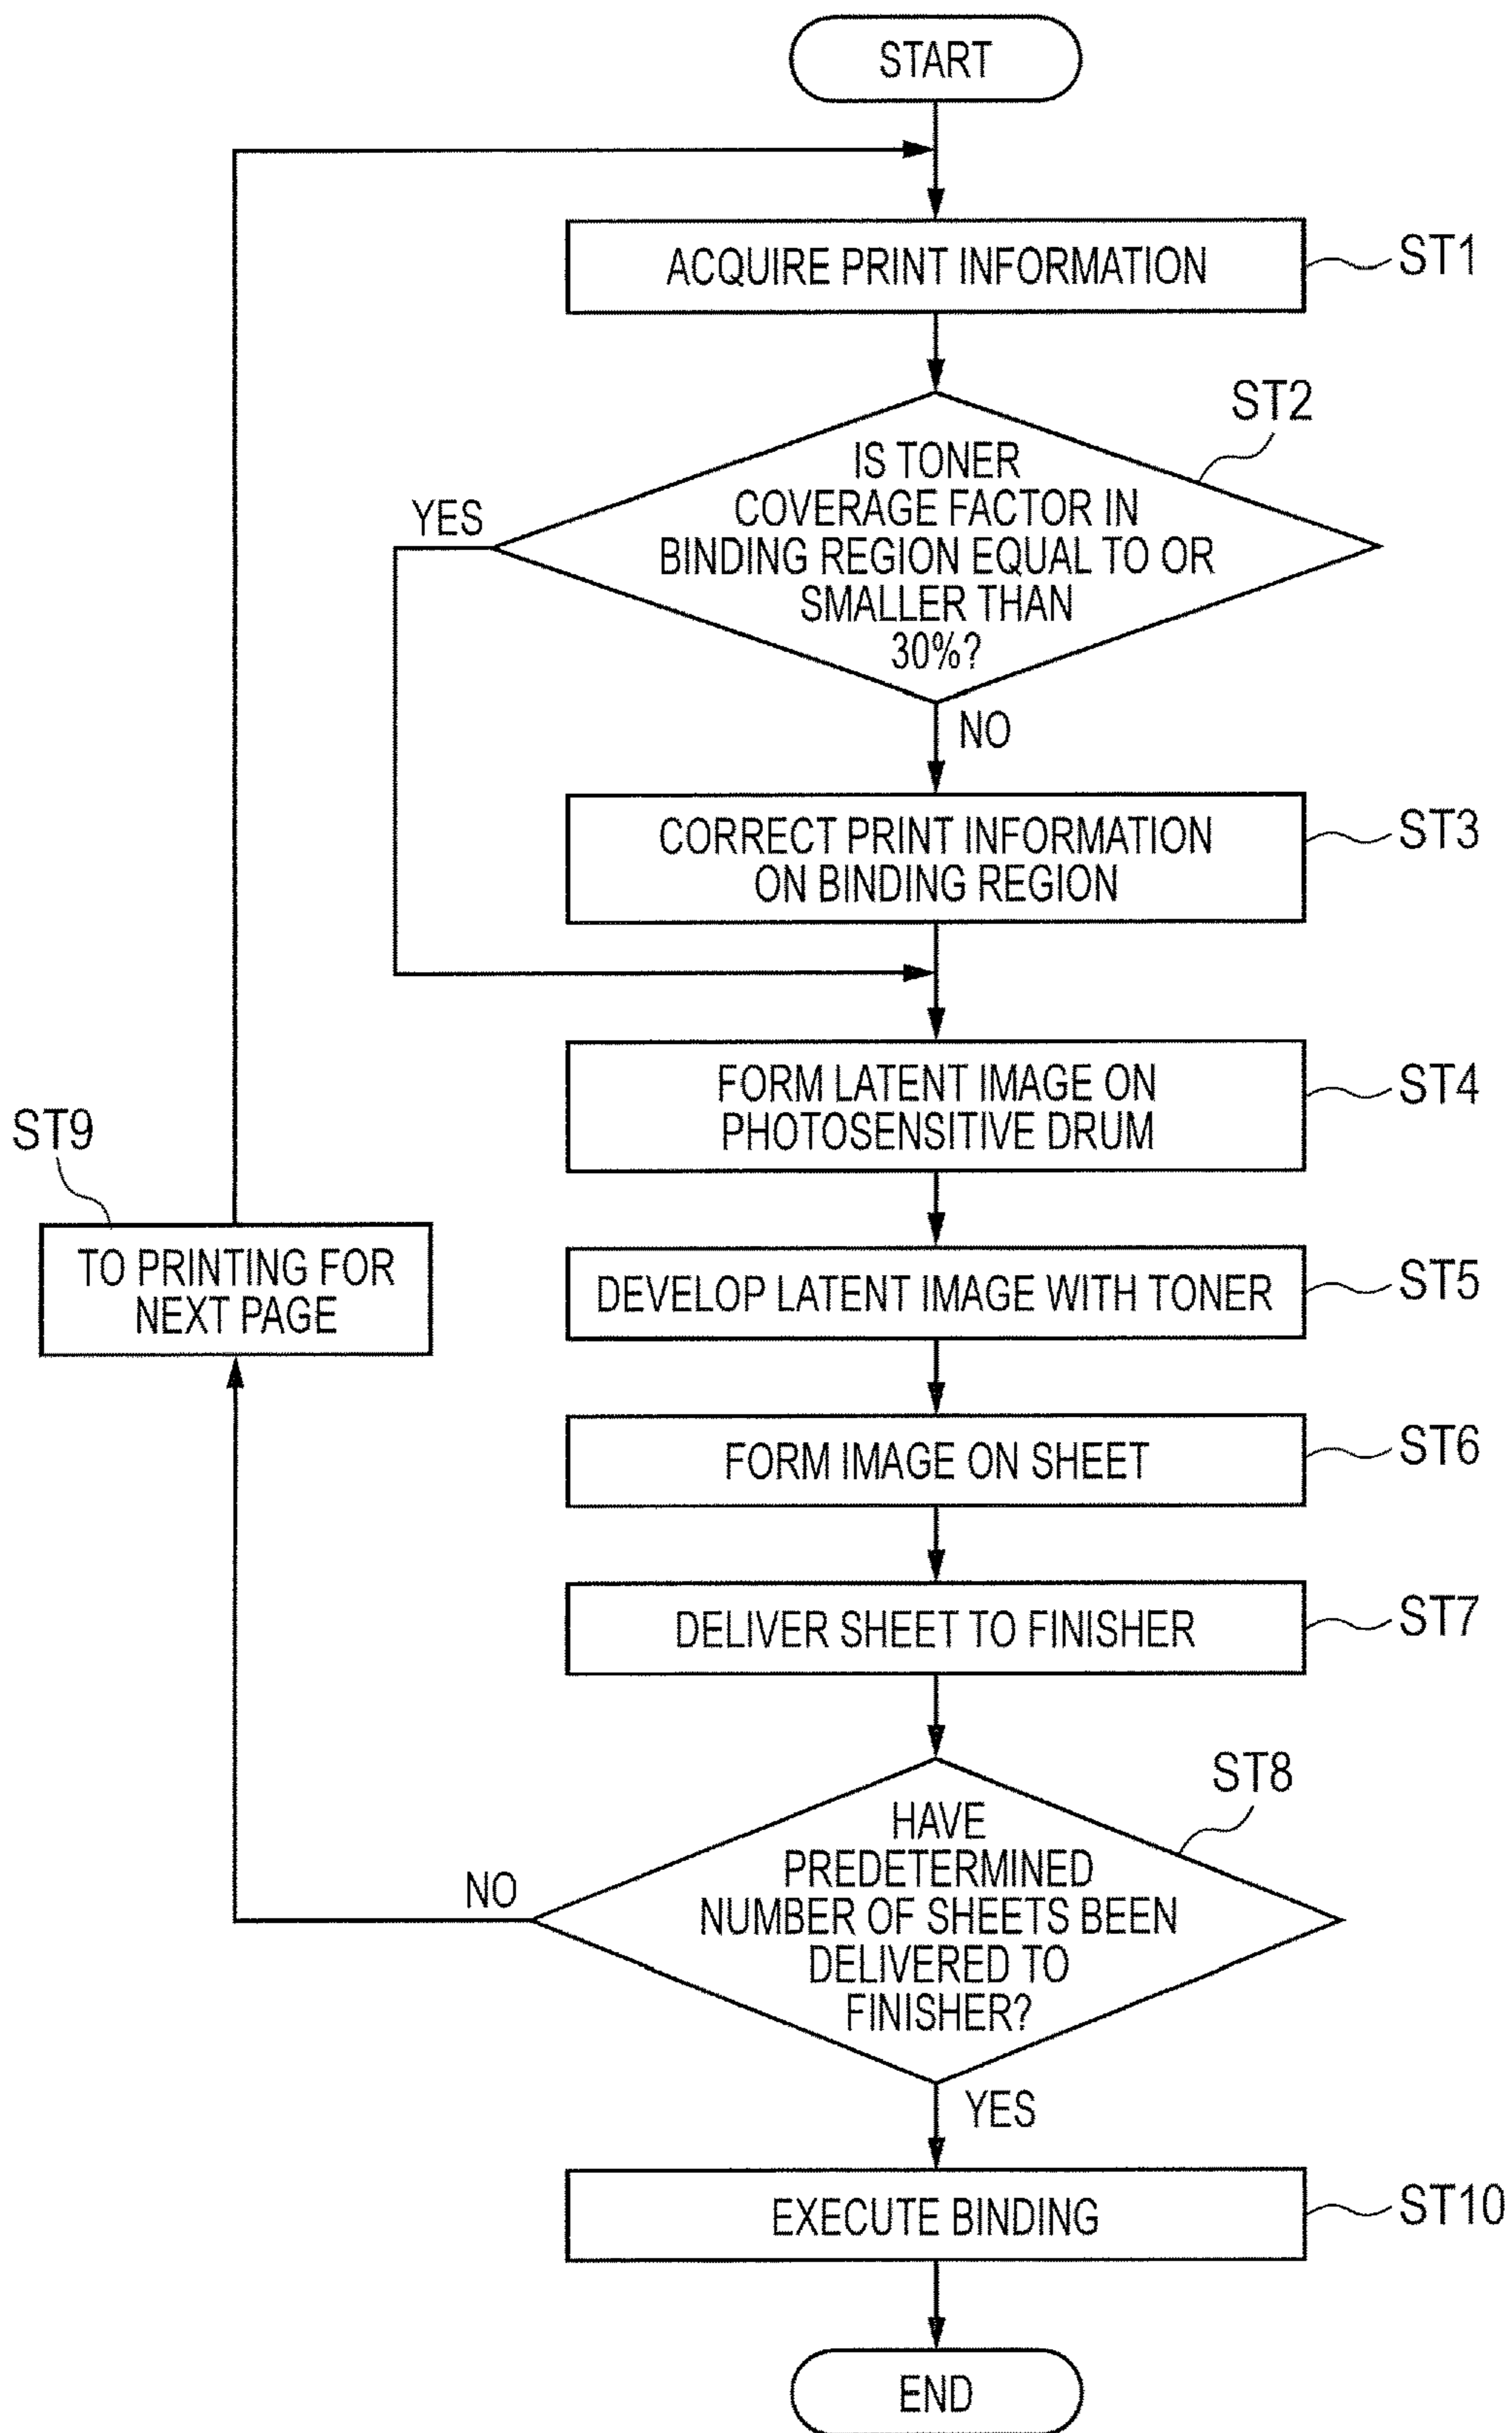 START
ACQUIRE PRINT INFORMATION
ST1
ST2
IS TONER
COVERAGE FACTOR IN
BINDING REGION EQUAL TO OR
SMALLER THAN
30%?
YES
NO
CORRECT PRINT INFORMATION
ON BINDING REGION
ST3
FORM LATENT IMAGE ON
PHOTOSENSITIVE DRUM
ST4
ST9
TO PRINTING FOR
NEXT PAGE
DEVELOP LATENT IMAGE WITH TONER
ST5
FORM IMAGE ON SHEET
ST6
DELIVER SHEET TO FINISHER
ST7
ST8
HAVE
PREDETERMINED
NUMBER OF SHEETS BEEN
DELIVERED TO
FINISHER?
NO
YES
EXECUTE BINDING
ST10
END